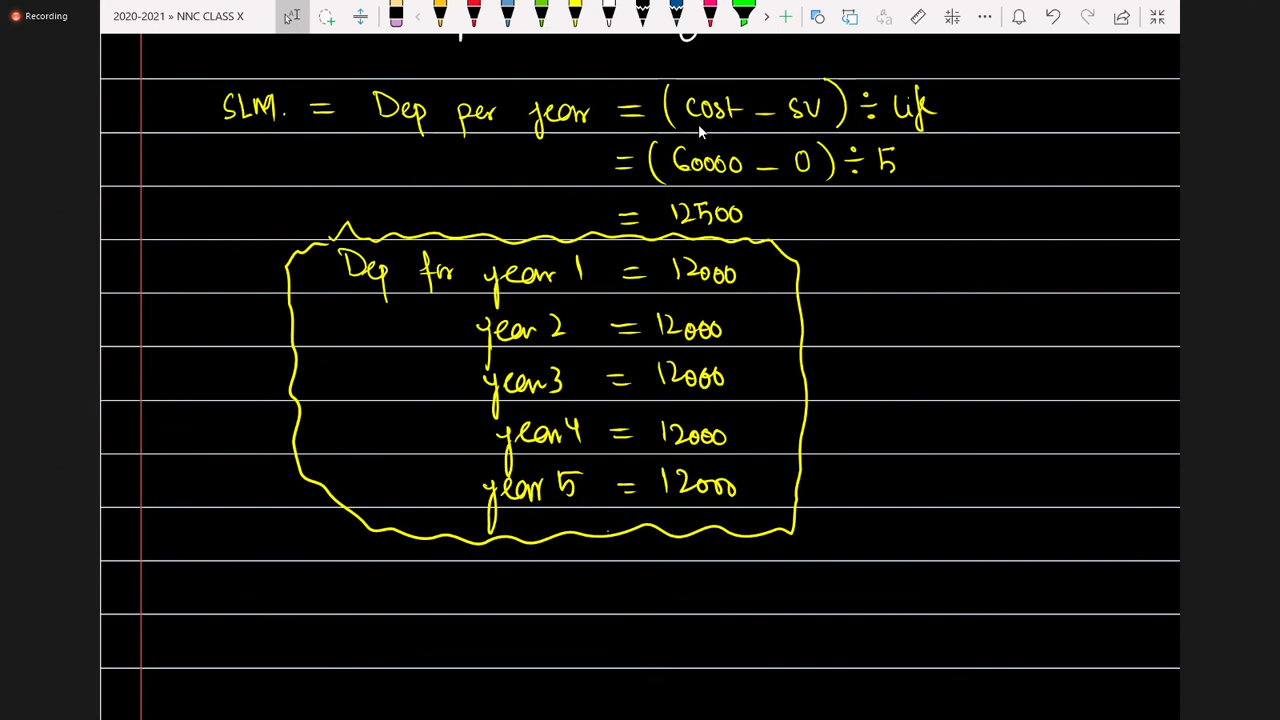 Recording
2020-2021 » NNC CLASS X
SLM. = Dep per year = (cost - SV) ÷ life
= (60000 - 0) ÷ 5
= 12500
Dep for year 1 = 12000
year 2 = 12000
year 3 = 12000
year 4 = 12000
year 5 = 12000